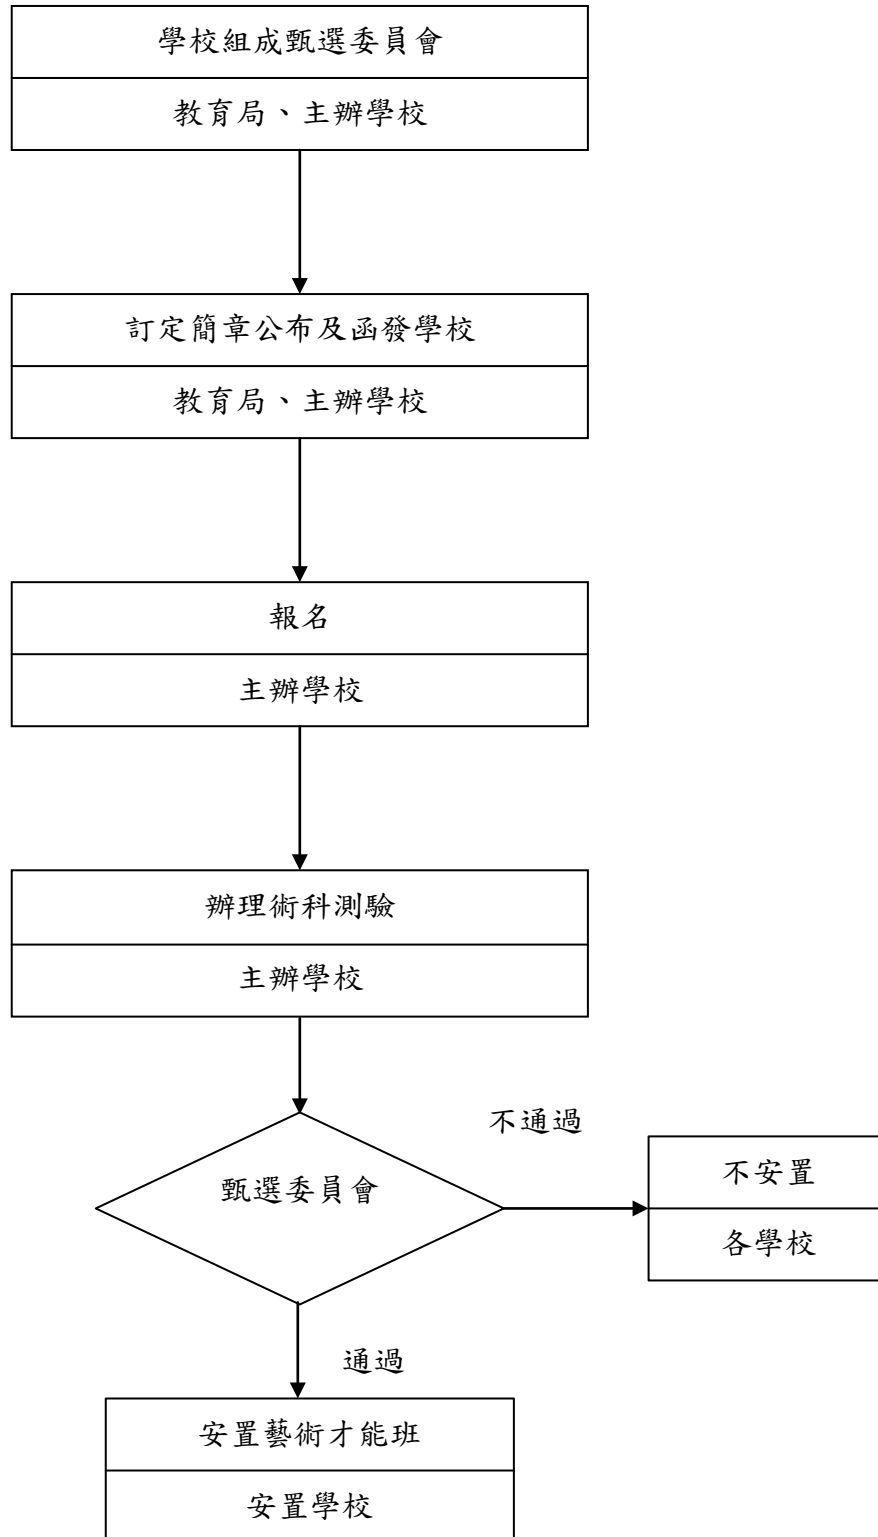 學校組成甄選委員會
教育局、主辦學校
訂定簡章公布及函發學校
教育局、主辦學校
報名
主辦學校
辦理術科測驗
主辦學校
甄選委員會
不通過
不安置
各學校
通過
安置藝術才能班
安置學校